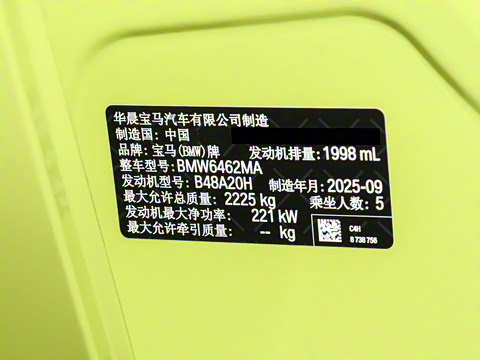 华晨宝马汽车有限公司制造
制造国: 中国
品牌: 宝马(BMW)牌 发动机排量: 1998 mL
整车型号: BMW6462MA
发动机型号: B48A20H 制造年月: 2025-09
最大允许总质量: 2225 kg 乘坐人数: 5
发动机最大净功率: 221 kW
最大允许牵引质量: -- kg
C4H
8 738 756